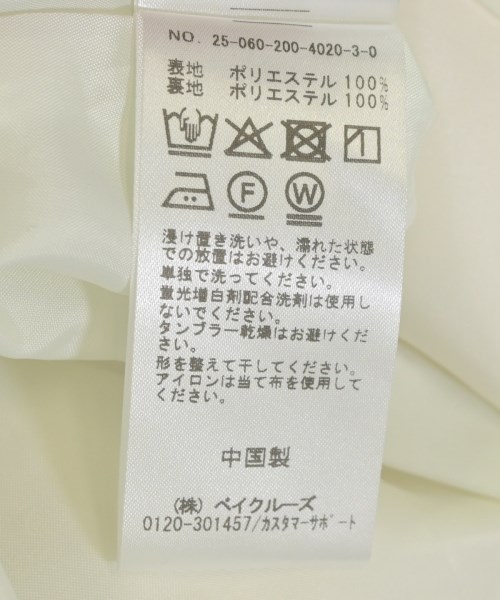 NO. 25-060-200-4020-3-0
表地 ポリエステル 100%
裏地 ポリエステル 100%
F W
浸け置き洗いや、濡れた状態
での放置はお避けください。
単独で洗ってください。
蛍光増白剤配合洗剤は使用し
ないでください。
タンブラー乾燥はお避けくだ
さい。
形を整えて干してください。
アイロンは当て布を使用して
ください。
中国製
(株) ベイクルーズ
0120-301457/カスタマーサポート